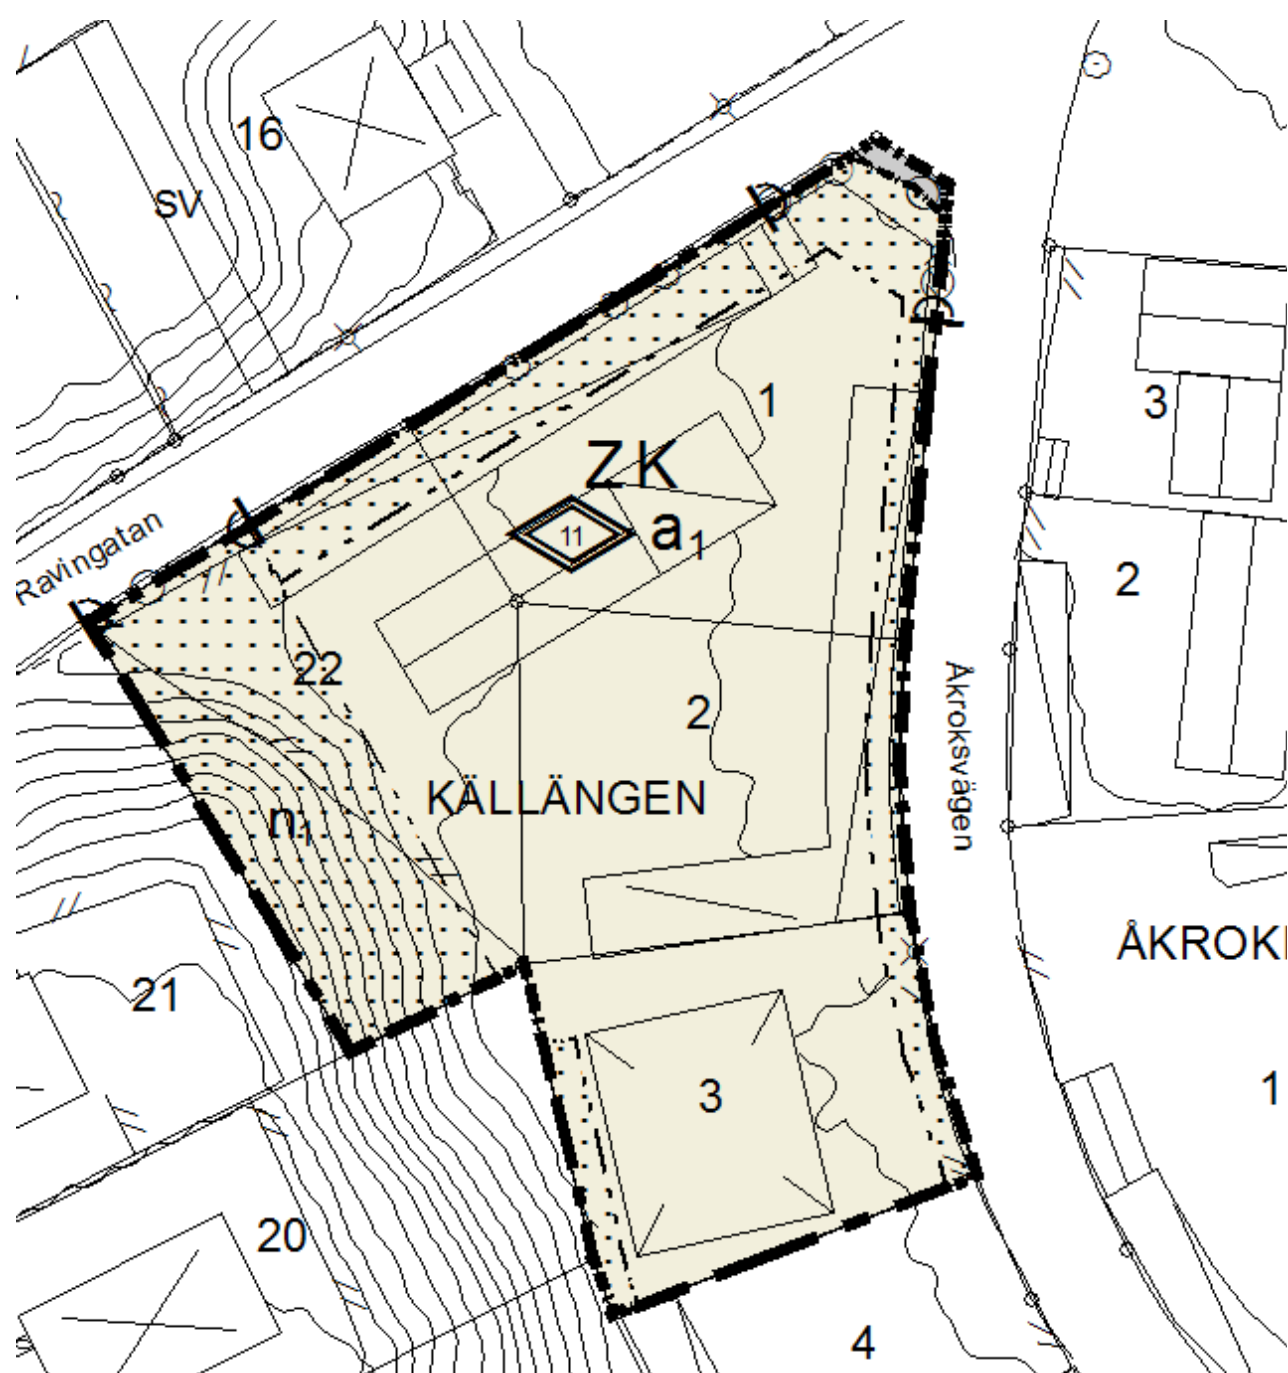 16
SV
1
3
ZK
11
a₁
Ravingatan
2
22
2
Åkroksvägen
KÄLLÄNGEN
n₁
ÅKROK
21
3
1
20
4